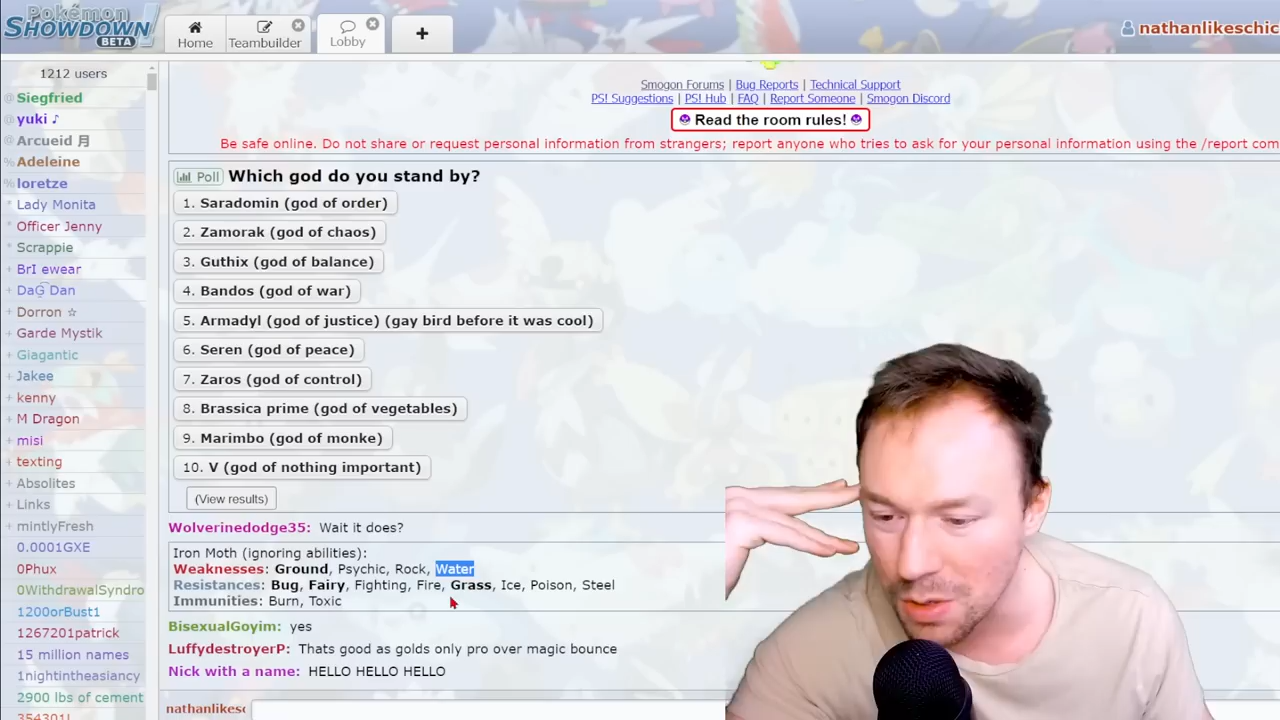 Pokémon
SHOWDOWN
BETA
Home
Teambuilder
Lobby
+
nathanlikeschic
1212 users
@ Siegfried
@ yuki ♪
@ Arcueid 月
% Adeleine
% loretze
* Lady Monita
* Officer Jenny
* Scrappie
+ BrI ewear
+ DaG Dan
+ Dorron ☆
+ Garde Mystik
+ Giagantic
+ Jakee
+ kenny
+ M Dragon
+ misi
+ texting
+ Absolites
+ Links
+ mintlyFresh
0.0001GXE
0Phux
0WithdrawalSyndro
1200orBust1
1267201patrick
15 million names
1nightintheasiancy
2900 lbs of cement
354301L
Smogon Forums | Bug Reports | Technical Support
PS! Suggestions | PS! Hub | FAQ | Report Someone | Smogon Discord
Read the room rules!
Be safe online. Do not share or request personal information from strangers; report anyone who tries to ask for your personal information using the /report com
Poll Which god do you stand by?
1. Saradomin (god of order)
2. Zamorak (god of chaos)
3. Guthix (god of balance)
4. Bandos (god of war)
5. Armadyl (god of justice) (gay bird before it was cool)
6. Seren (god of peace)
7. Zaros (god of control)
8. Brassica prime (god of vegetables)
9. Marimbo (god of monke)
10. V (god of nothing important)
(View results)
Wolverinedodge35: Wait it does?
Iron Moth (ignoring abilities):
Weaknesses: Ground, Psychic, Rock, Water
Resistances: Bug, Fairy, Fighting, Fire, Grass, Ice, Poison, Steel
Immunities: Burn, Toxic
BisexualGoyim: yes
LuffydestroyerP: Thats good as golds only pro over magic bounce
Nick with a name: HELLO HELLO HELLO
nathanlikesc